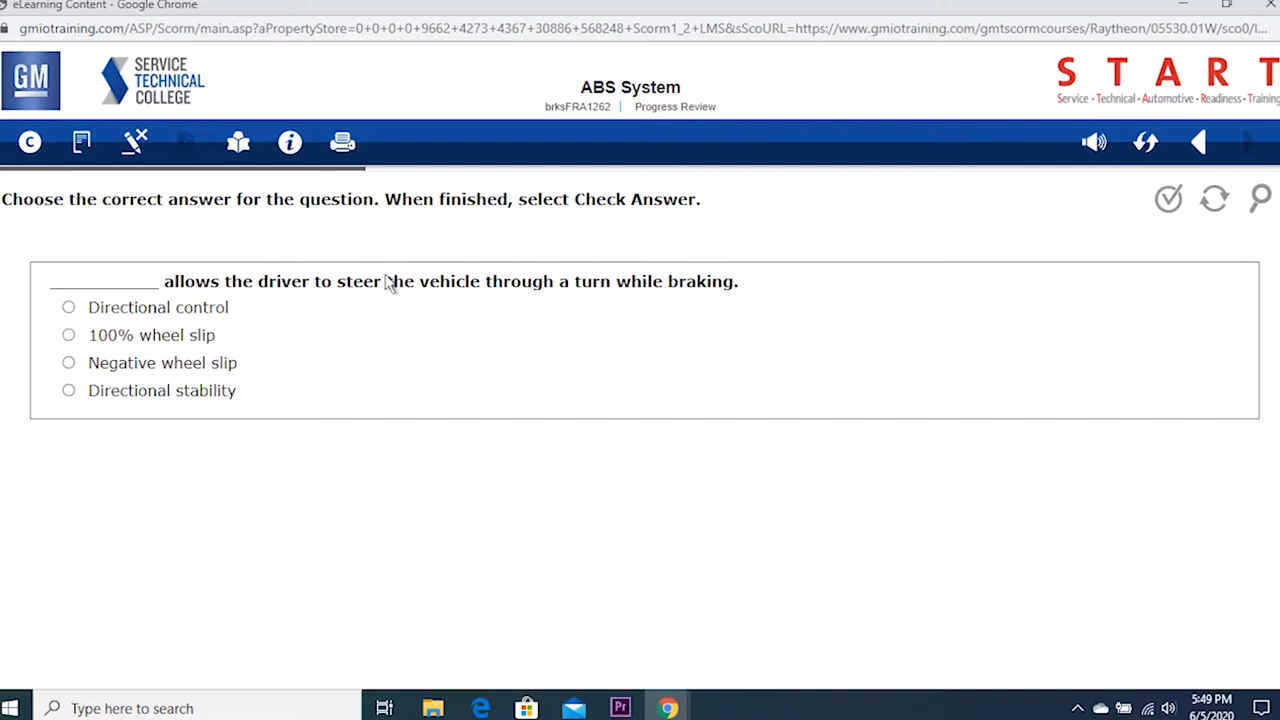 eLearning Content - Google Chrome
gmiotraining.com/ASP/Scorm/main.asp?aPropertyStore=0+0+0+0+9662+4273+4367+30886+568248+Scorm1_2+LMS&sScoURL=https://www.gmiotraining.com/gmtscormcourses/Raytheon/05530.01W/sco0/l...
GM
SERVICE
TECHNICAL
COLLEGE
ABS System
brksFRA1262 | Progress Review
START
Service • Technical • Automotive • Readiness • Training
C
Choose the correct answer for the question. When finished, select Check Answer.
____________ allows the driver to steer the vehicle through a turn while braking.
Directional control
100% wheel slip
Negative wheel slip
Directional stability
Type here to search
Pr
5:49 PM
6/5/2020